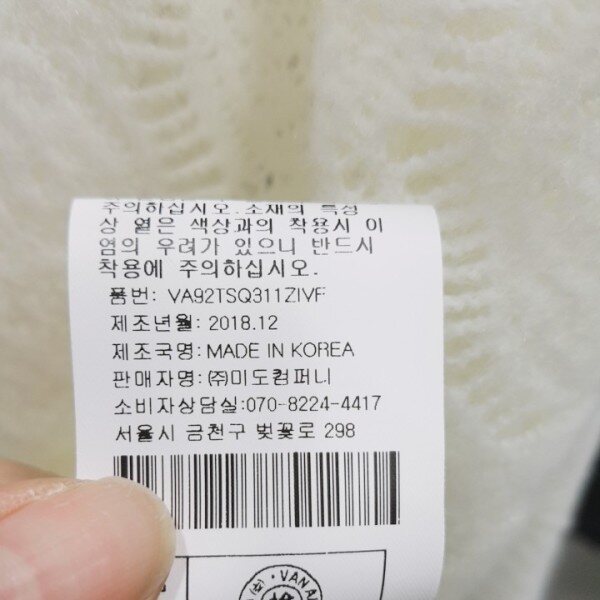 주의하십시오.소재의 특성
상 옅은 색상과의 착용시 이
염의 우려가 있으니 반드시
착용에 주의하십시오.
품번: VA92TSQ311ZIVF
제조년월: 2018.12
제조국명: MADE IN KOREA
판매자명: ㈜미도컴퍼니
소비자상담실:070-8224-4417
서울시 금천구 벚꽃로 298
VAN